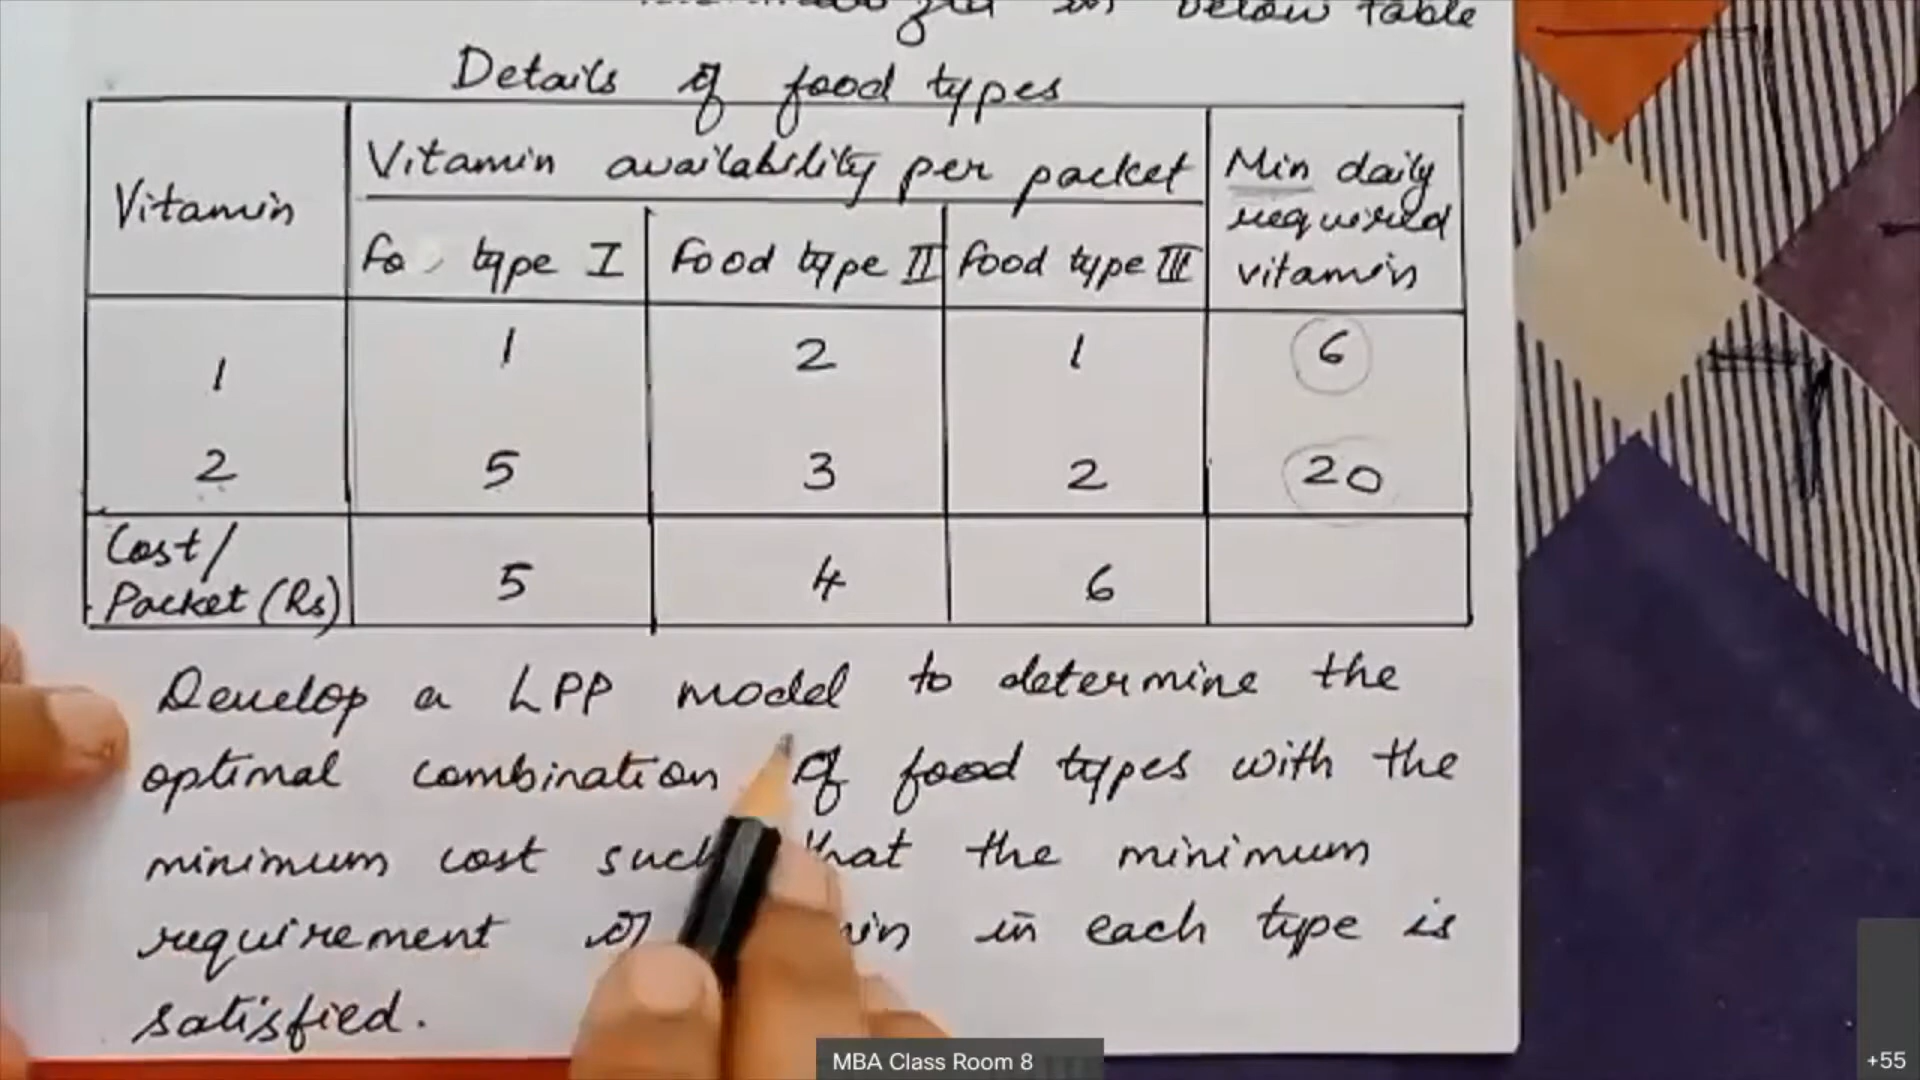 in below table
Details of food types
Vitamin
Vitamin availability per packet
Min daily
required
vitamin
type I
Food type II
Food type III
1 1 2 1 6
2 5 3 2 20
Cost/
Packet (Rs) 5 4 6
Develop a LPP model to determine the
optimal combination of food types with the
minimum cost such that the minimum
requirement in each type is
satisfied.
MBA Class Room 8
+55